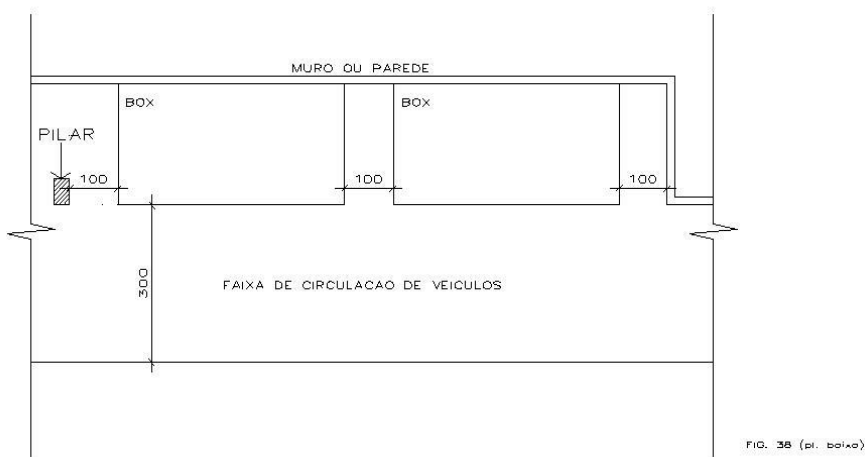 MURO OU PAREDE
BOX
BOX
PILAR
100
100
100
300
FAIXA DE CIRCULACAO DE VEICULOS
FIG. 38 (pl. baixo)